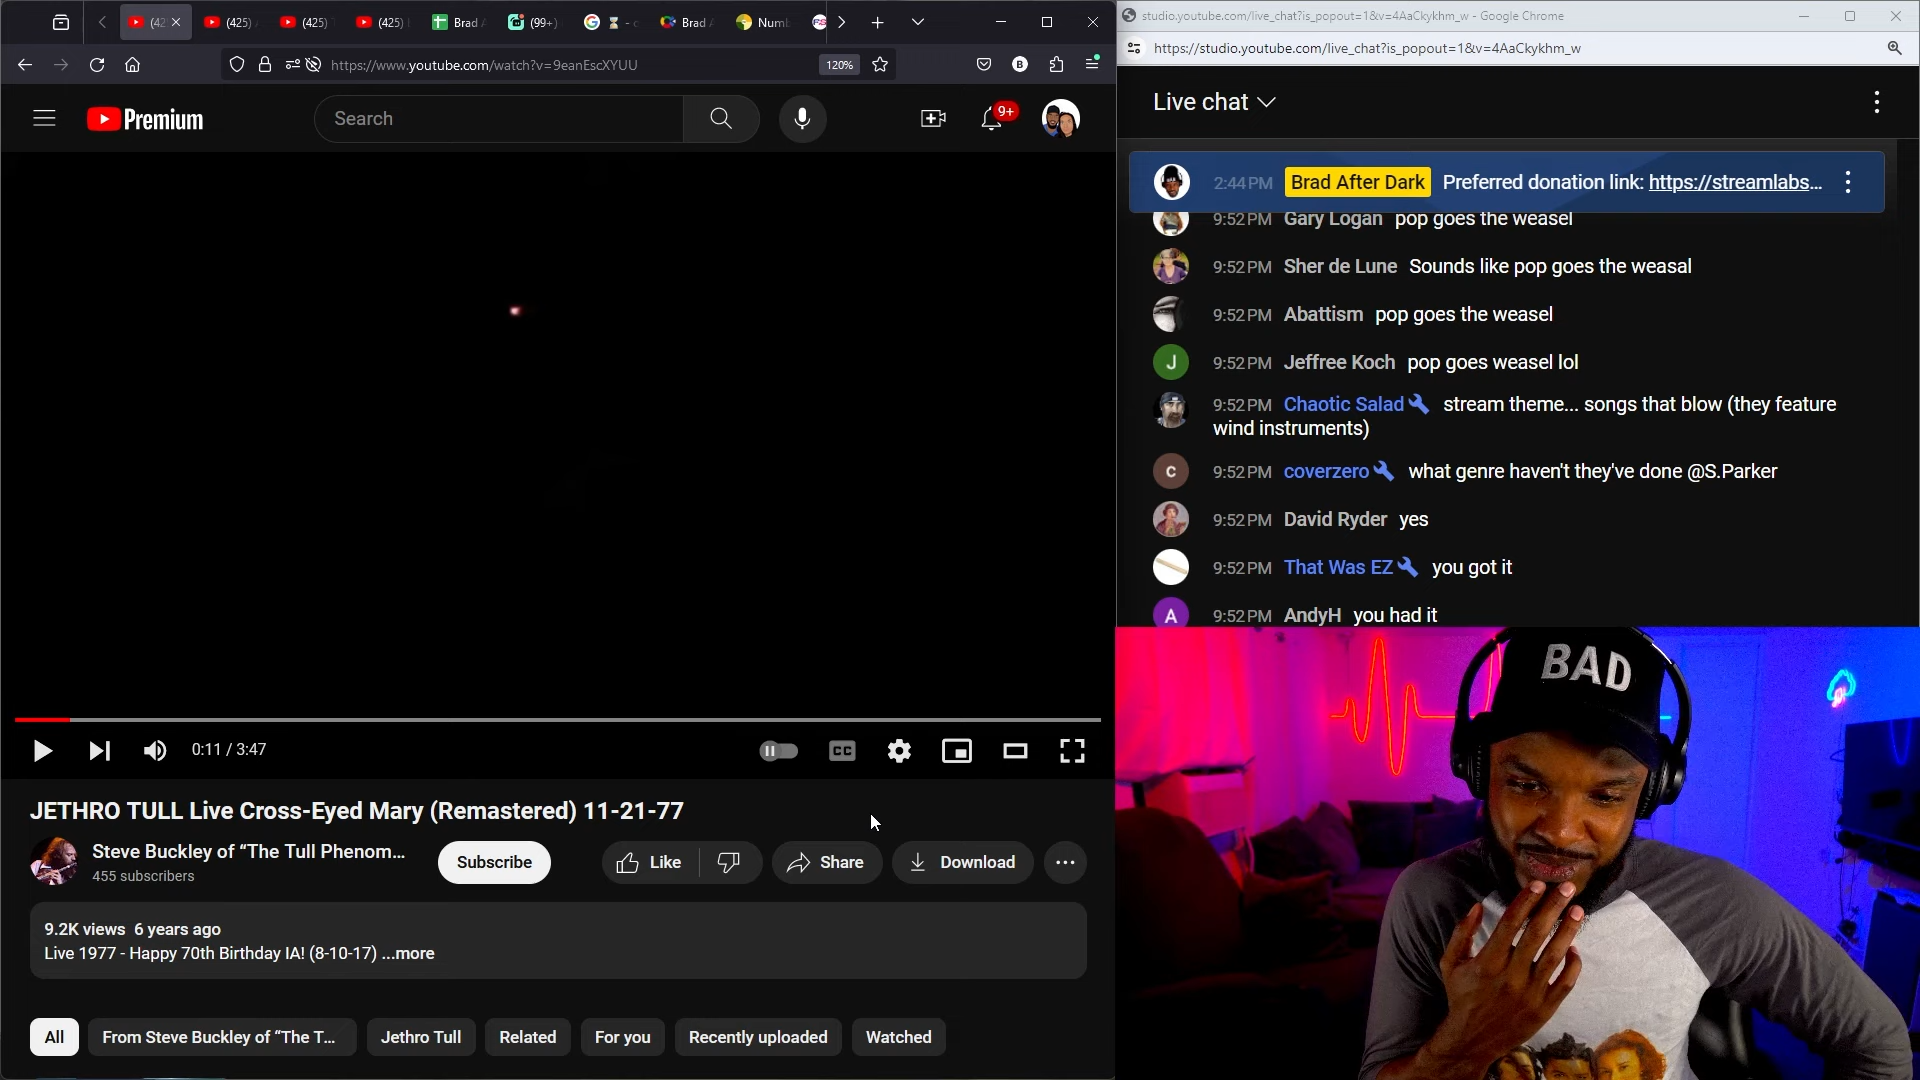 (42
(425)
(425)
(425)
Brad A
(99+)
Brad A
Numb
studio.youtube.com/live_chat?is_popout=1&v=4AaCkykhm_w - Google Chrome
https://www.youtube.com/watch?v=9eanEscXYUU
120%
https://studio.youtube.com/live_chat?is_popout=1&v=4AaCkykhm_w
Premium
Search
9+
Live chat
2:44 PM Brad After Dark Preferred donation link: https://streamlabs...
9:52 PM Gary Logan pop goes the weasel
9:52 PM Sher de Lune Sounds like pop goes the weasal
9:52 PM Abattism pop goes the weasel
J 9:52 PM Jeffree Koch pop goes weasel lol
9:52 PM Chaotic Salad stream theme... songs that blow (they feature
wind instruments)
c 9:52 PM coverzero what genre haven't they've done @S.Parker
9:52 PM David Ryder yes
9:52 PM That Was EZ you got it
A 9:52 PM AndyH you had it
0:11 / 3:47
CC
JETHRO TULL Live Cross-Eyed Mary (Remastered) 11-21-77
Steve Buckley of “The Tull Phenom...
455 subscribers
Subscribe
Like
Share
Download
9.2K views 6 years ago
Live 1977 - Happy 70th Birthday IA! (8-10-17) ...more
All
From Steve Buckley of “The T...
Jethro Tull
Related
For you
Recently uploaded
Watched
BAD